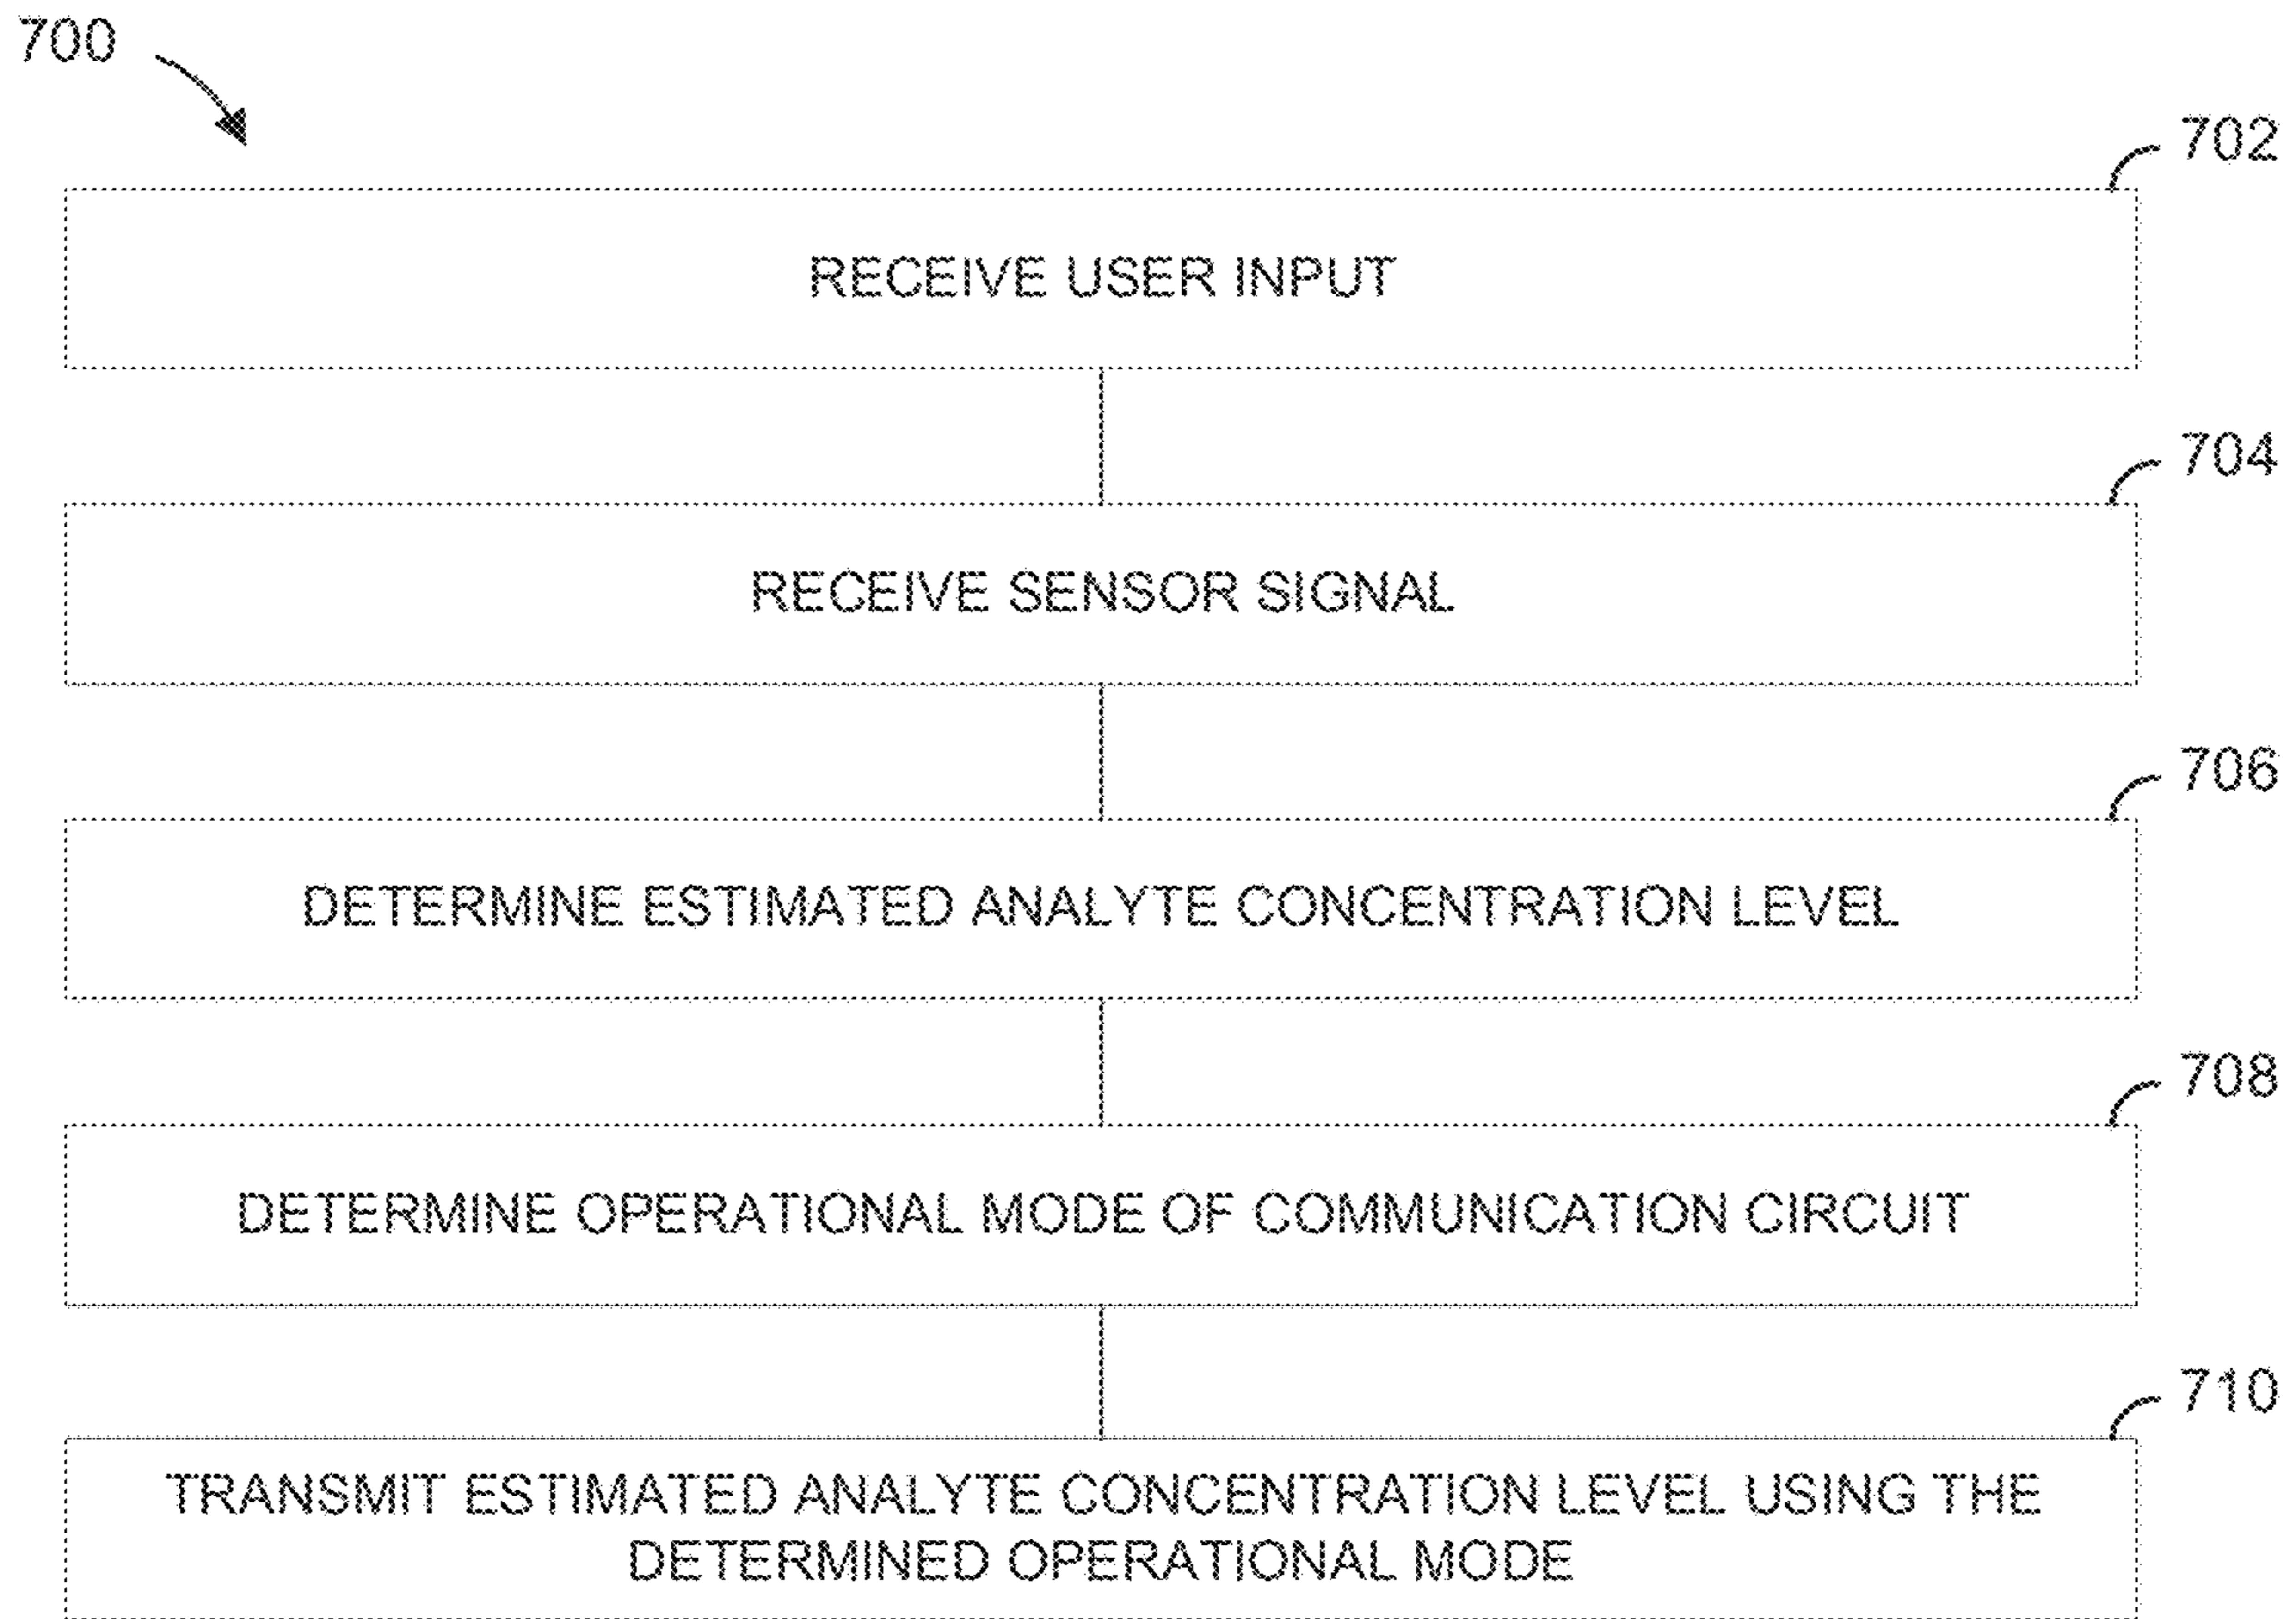 700
702
RECEIVE USER INPUT
704
RECEIVE SENSOR SIGNAL
706
DETERMINE ESTIMATED ANALYTE CONCENTRATION LEVEL
708
DETERMINE OPERATIONAL MODE OF COMMUNICATION CIRCUIT
710
TRANSMIT ESTIMATED ANALYTE CONCENTRATION LEVEL USING THE
DETERMINED OPERATIONAL MODE